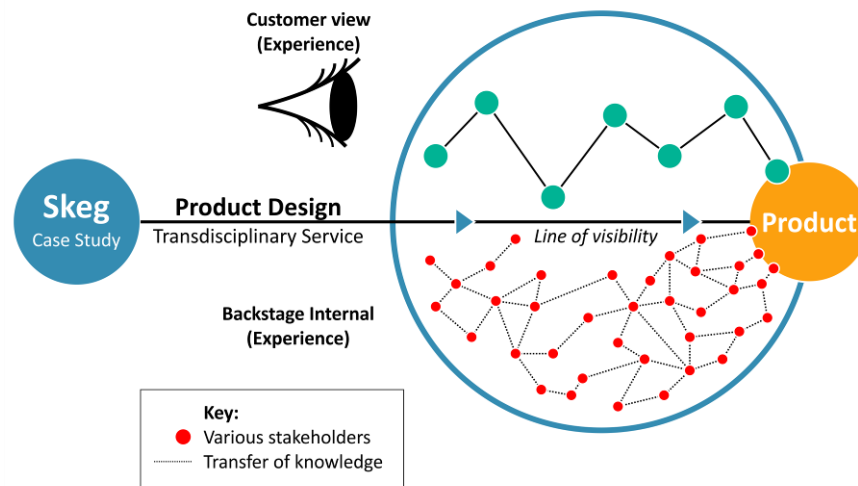 Customer view
(Experience)
Skeg
Case Study
Product Design
Transdisciplinary Service
Line of visibility
Product
Backstage Internal
(Experience)
Key:
Various stakeholders
Transfer of knowledge